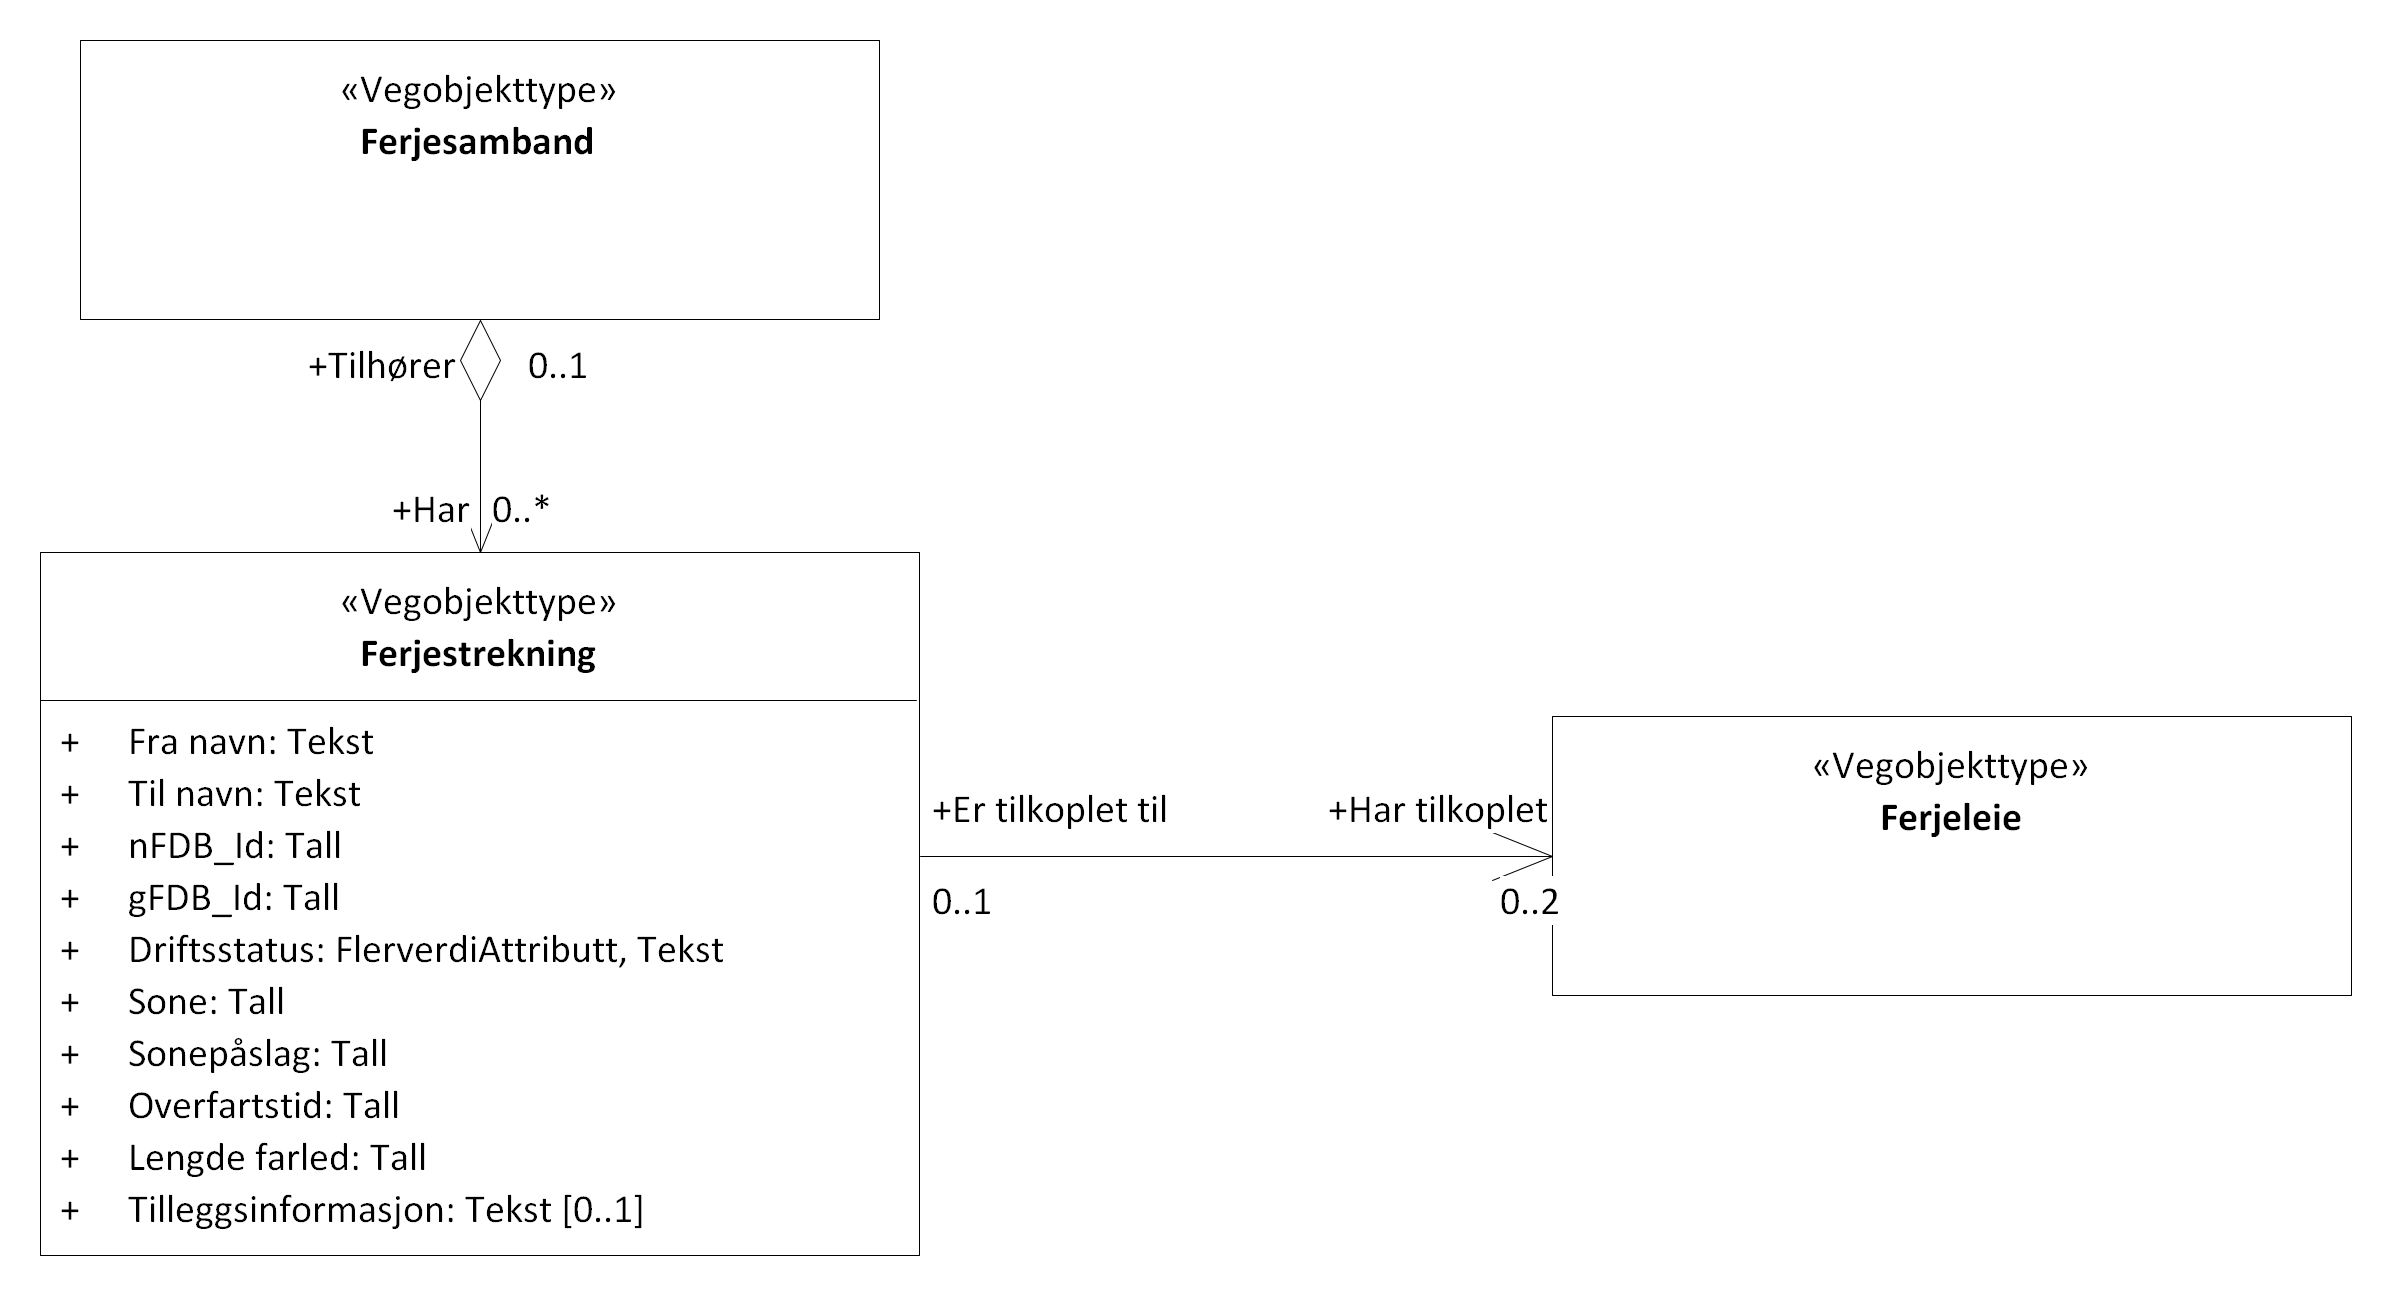 «Vegobjekttype»
Ferjesamband
+Tilhører 0..1
+Har 0..*
«Vegobjekttype»
Ferjestrekning
+ Fra navn: Tekst
+ Til navn: Tekst
+ nFDB_Id: Tall
+ gFDB_Id: Tall
+ Driftsstatus: FlerverdiAttributt, Tekst
+ Sone: Tall
+ Sonepåslag: Tall
+ Overfartstid: Tall
+ Lengde farled: Tall
+ Tilleggsinformasjon: Tekst [0..1]
+Er tilkoplet til +Har tilkoplet
0..1 0..2
«Vegobjekttype»
Ferjeleie